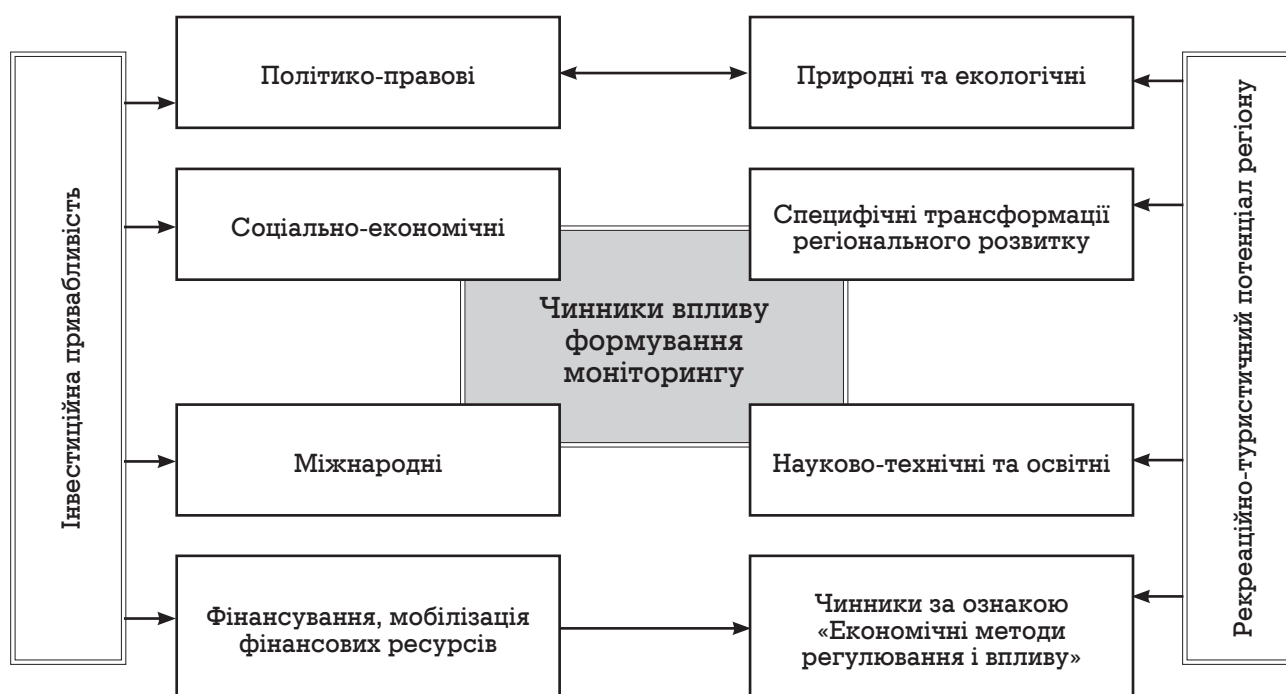 Інвестиційна привабливість
Політико-правові
Природні та екологічні
Соціально-економічні
Специфічні трансформації
регіонального розвитку
Чинники впливу
формування
моніторингу
Міжнародні
Науково-технічні та освітні
Фінансування, мобілізація
фінансових ресурсів
Чинники за ознакою
«Економічні методи
регулювання і впливу»
Рекреаційно-туристичний потенціал регіону